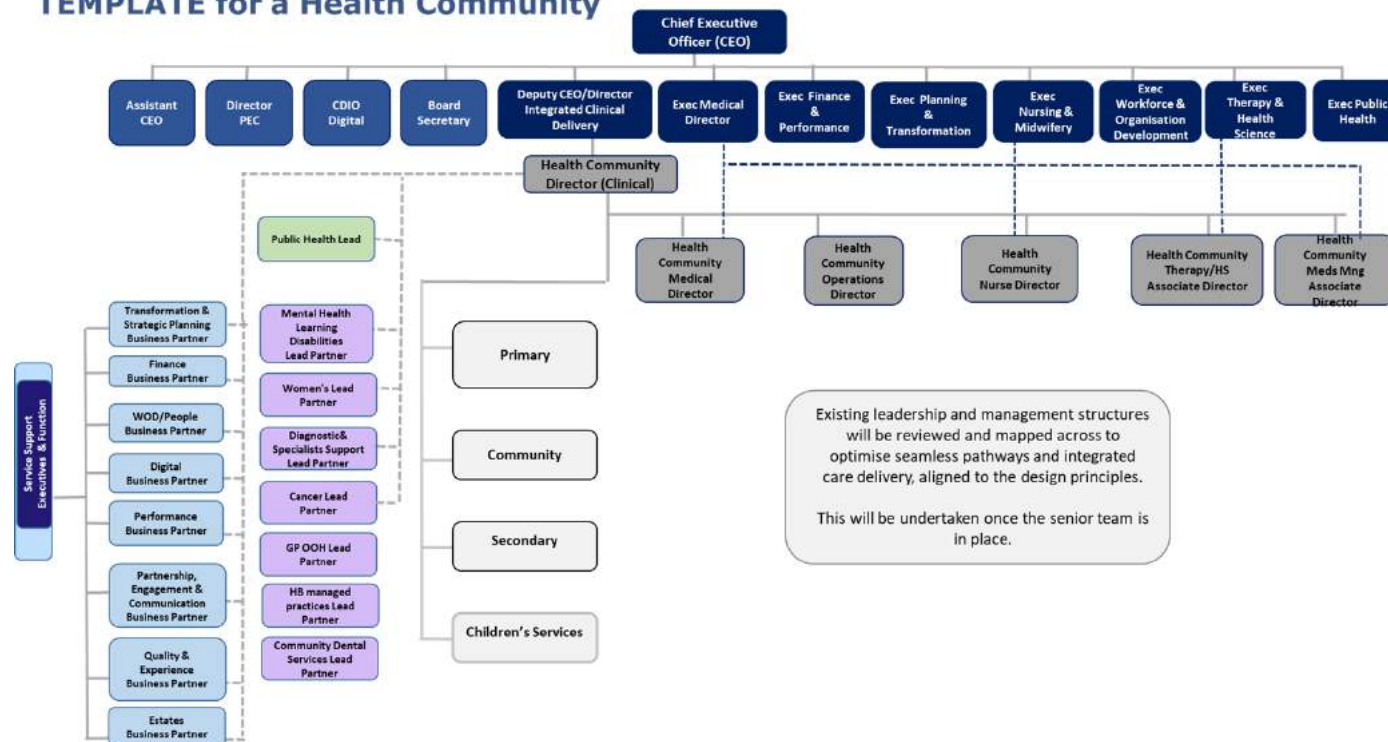 TEMPLATE for a Health Community
Chief Executive
Officer (CEO)
Assistant
CEO
Director
PEC
CDIO
Digital
Board
Secretary
Deputy CEO/Director
Integrated Clinical
Delivery
Exec Medical
Director
Exec Finance
&
Performance
Exec Planning
&
Transformation
Exec
Nursing &
Midwifery
Exec
Workforce &
Organisation
Development
Exec
Therapy &
Health
Science
Exec Public
Health
Health Community
Director (Clinical)
Public Health Lead
Health
Community
Medical
Director
Health
Community
Operations
Director
Health
Community
Nurse Director
Health Community
Therapy/HS
Associate Director
Health
Community
Meds Mng
Associate
Director
Service Support
Executives & Function
Transformation &
Strategic Planning
Business Partner
Finance
Business Partner
WOD/People
Business Partner
Digital
Business Partner
Performance
Business Partner
Partnership,
Engagement &
Communication
Business Partner
Quality &
Experience
Business Partner
Estates
Business Partner
Mental Health
Learning
Disabilities
Lead Partner
Women's Lead
Partner
Diagnostic&
Specialists Support
Lead Partner
Cancer Lead
Partner
GP OOH Lead
Partner
HB managed
practices Lead
Partner
Community Dental
Services Lead
Partner
Primary
Community
Secondary
Children's Services
Existing leadership and management structures
will be reviewed and mapped across to
optimise seamless pathways and integrated
care delivery, aligned to the design principles.
This will be undertaken once the senior team is
in place.